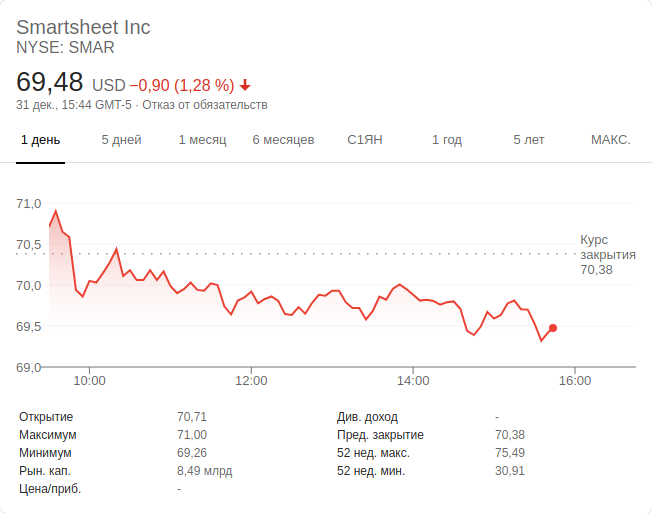 Smartsheet Inc
NYSE: SMAR
69,48 USD −0,90 (1,28 %) ↓
31 дек., 15:44 GMT-5 · Отказ от обязательств
1 день 5 дней 1 месяц 6 месяцев С1ЯН 1 год 5 лет МАКС.
71,0
70,5
70,0
69,5
69,0
Курс
закрытия
70,38
10:00 12:00 14:00 16:00
Открытие 70,71 Див. доход -
Максимум 71,00 Пред. закрытие 70,38
Минимум 69,26 52 нед. макс. 75,49
Рын. кап. 8,49 млрд 52 нед. мин. 30,91
Цена/приб. -